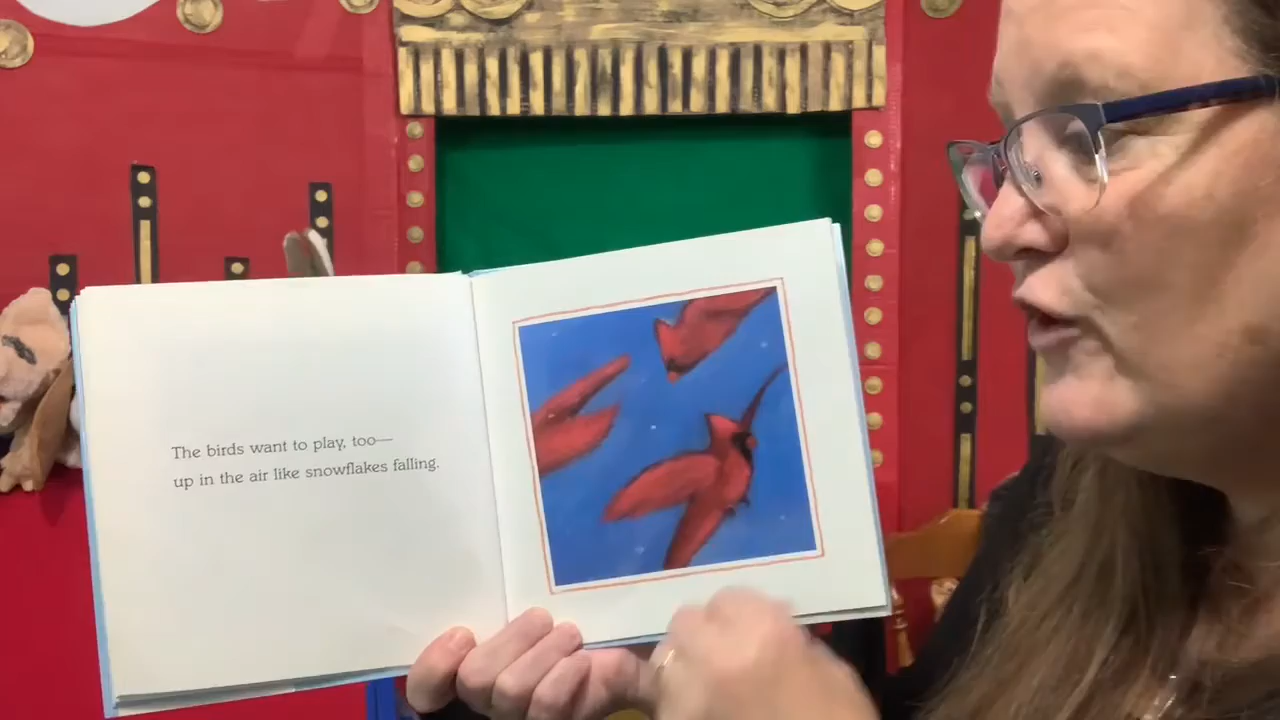 The birds want to play, too—
up in the air like snowflakes falling.